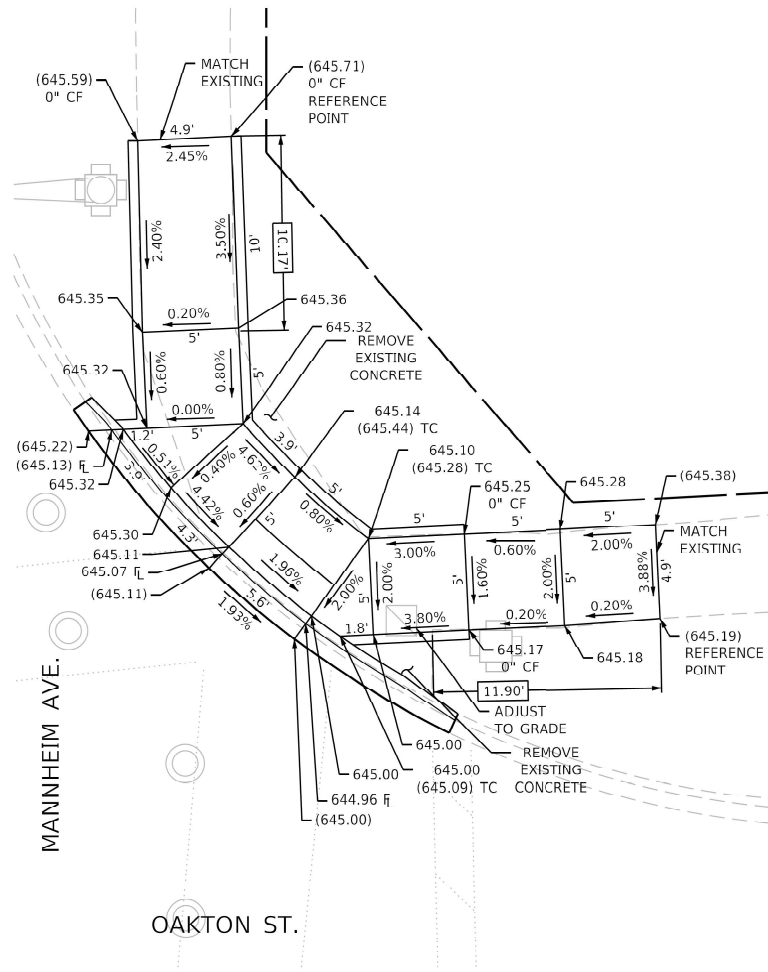 (645.59)
0" CF
MATCH
EXISTING
(645.71)
0" CF
REFERENCE
POINT
4.9'
2.45%
2.40%
3.50%
10'
10.17'
645.35
0.20%
5'
645.36
645.32
REMOVE
EXISTING
CONCRETE
645.32
0.60%
0.80%
5'
0.00%
1.2'
5'
645.14
(645.44) TC
(645.22)
(645.13) FL
645.32
3.9'
0.51%
0.40%
4.42%
3.9'
5'
0.60%
5'
0.80%
645.10
(645.28) TC
645.25
0" CF
645.28
(645.38)
MATCH
EXISTING
645.30
645.11
645.07 FL
(645.11)
4.3'
1.96%
2.00%
5.6'
1.93%
5'
3.00%
5'
0.60%
5'
2.00%
5'
2.00%
5'
1.60%
2.00%
5'
3.88%
4.9'
1.8'
3.80%
0.20%
0.20%
645.17
0" CF
645.18
(645.19)
REFERENCE
POINT
11.90'
ADJUST
TO GRADE
645.00
REMOVE
EXISTING
CONCRETE
645.00
(645.09) TC
645.00
644.96 FL
(645.00)
MANNHEIM AVE.
OAKTON ST.